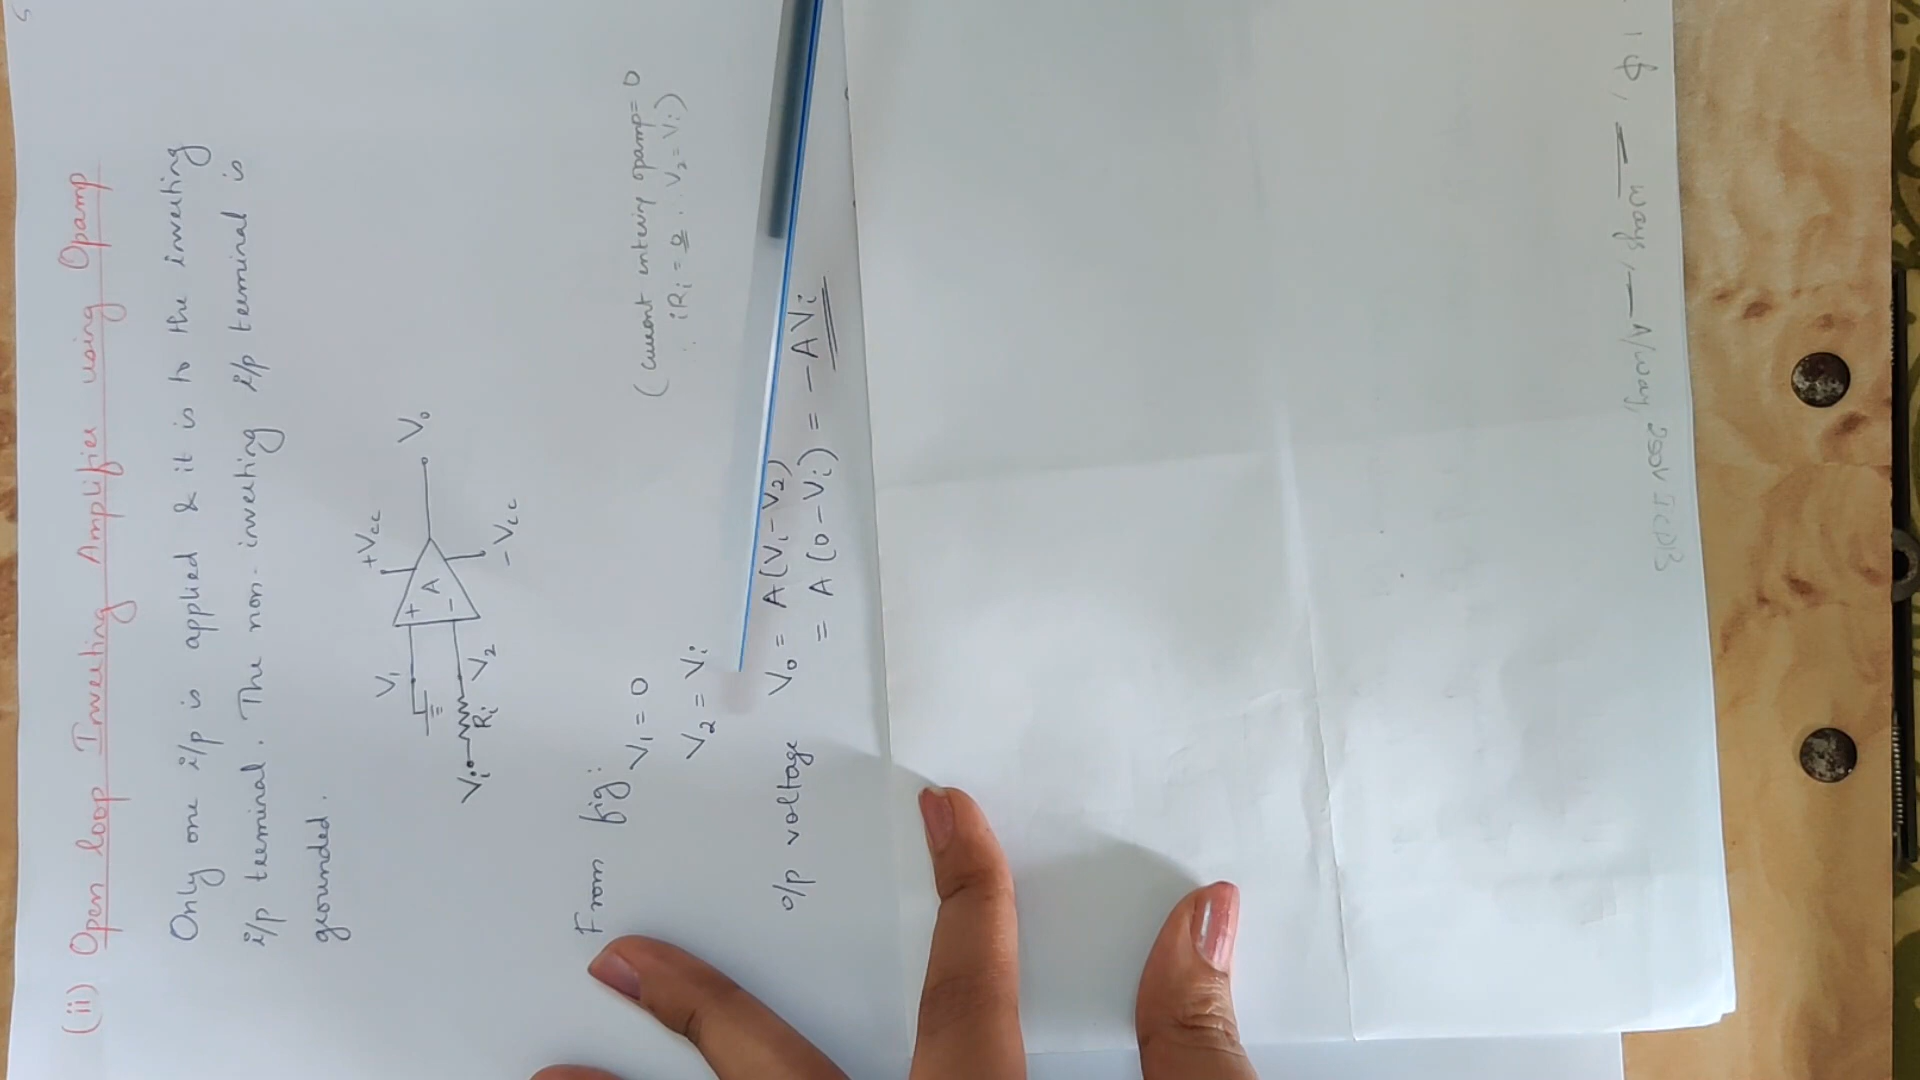 (ii) Open loop Inverting Amplifier using Opamp
Only one i/p is applied & it is to the inverting
i/p terminal. The non-inverting i/p terminal is
grounded.
+Vcc
V1
+
A
V0
-
V2
Vi
Ri
-Vcc
From fig:
V1 = 0
(current entering opamp = 0
V2 = Vi
∴ iRi = 0 ∴ V2 = Vi)
o/p voltage V0 = A(V1 - V2)
= A(0 - Vi) = -AVi